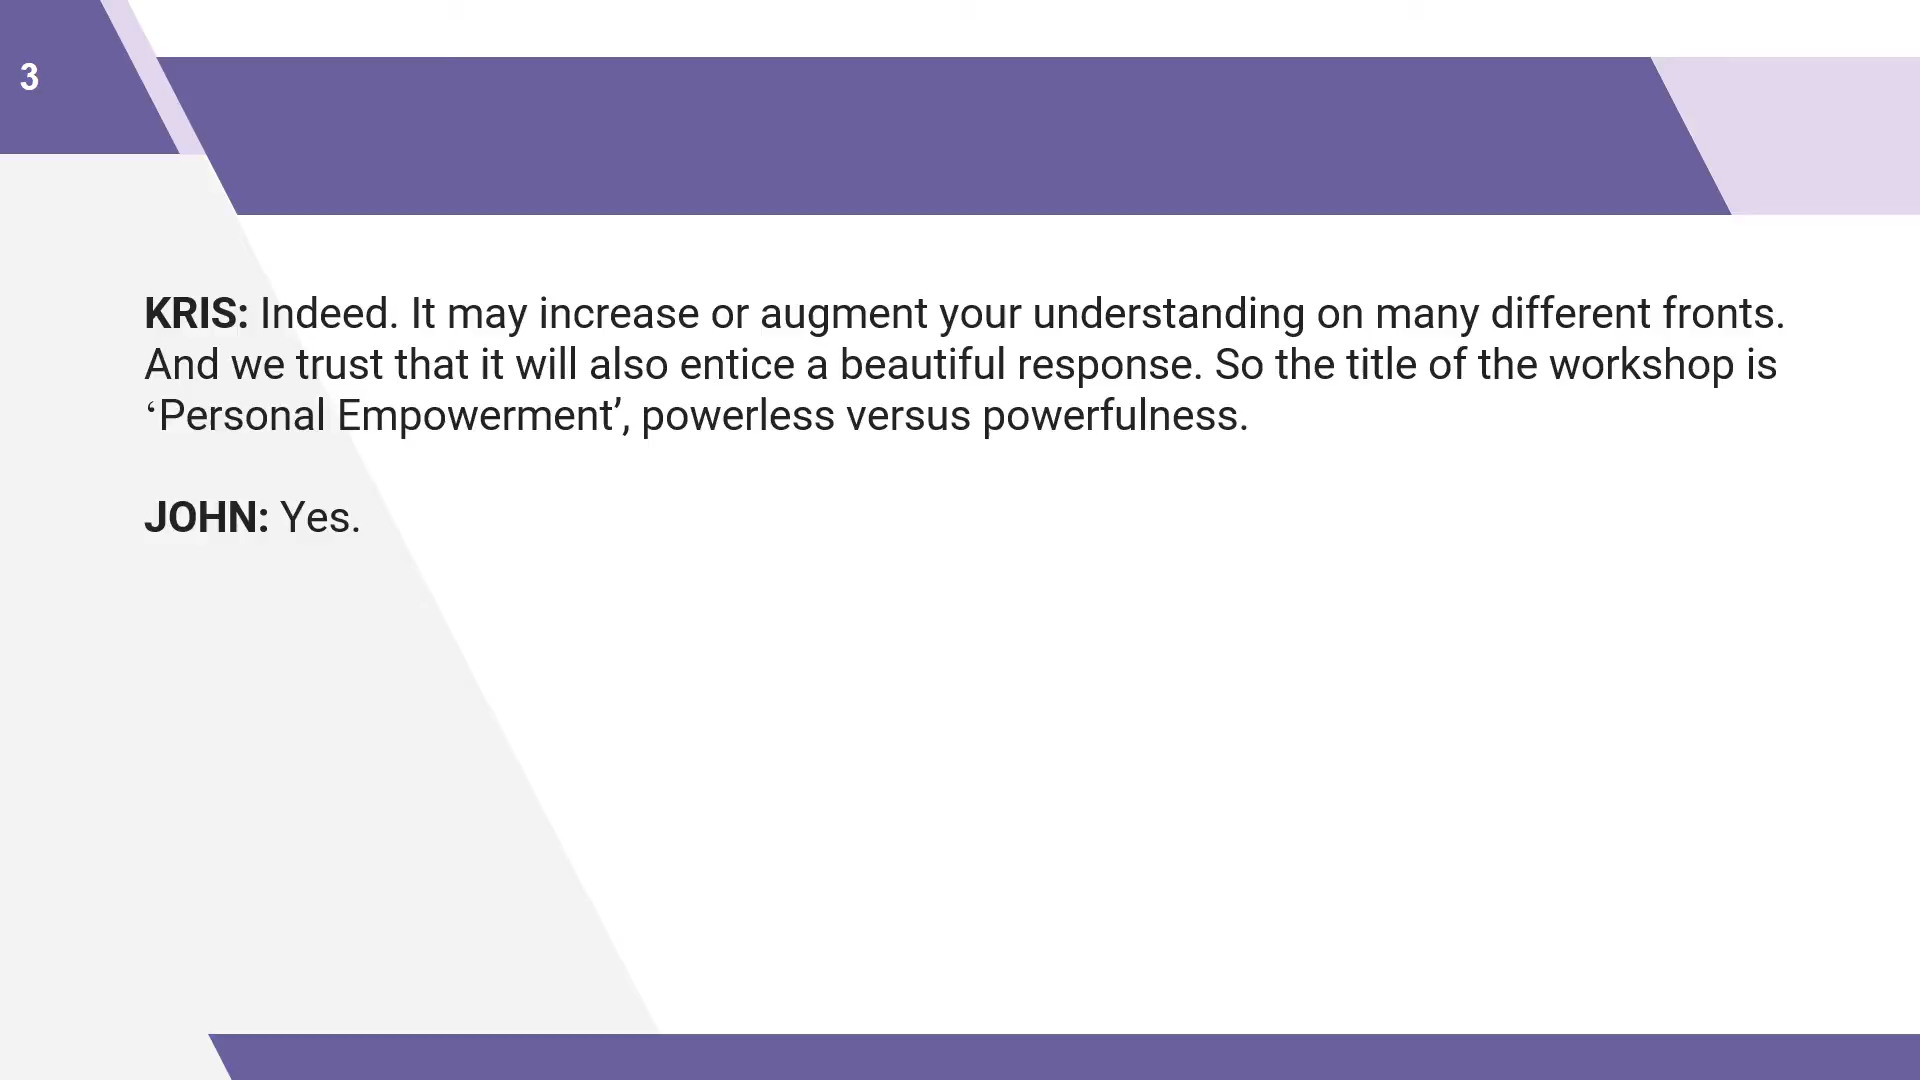 3
KRIS: Indeed. It may increase or augment your understanding on many different fronts.
And we trust that it will also entice a beautiful response. So the title of the workshop is
‘Personal Empowerment’, powerless versus powerfulness.
JOHN: Yes.